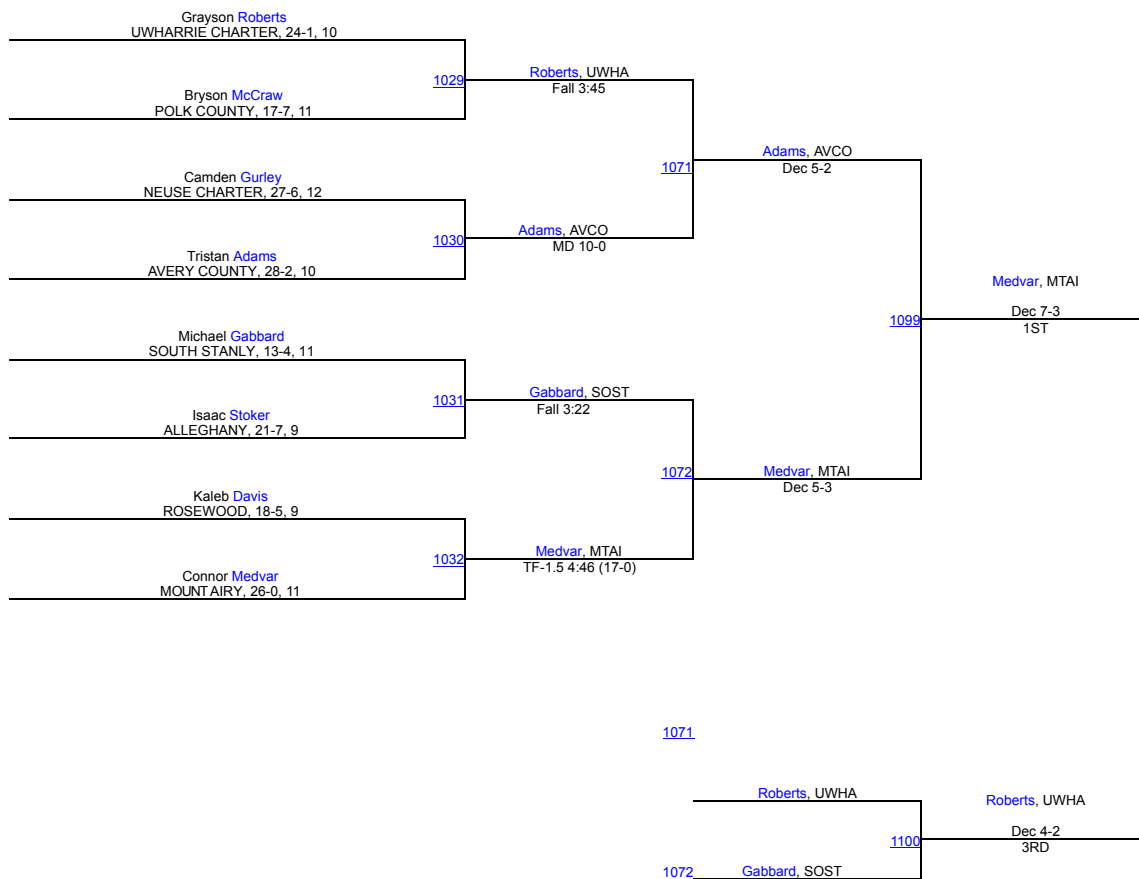 Grayson Roberts
UWHARRIE CHARTER, 24-1, 10
1029
Bryson McCraw
POLK COUNTY, 17-7, 11
Roberts, UWHA
Fall 3:45
Camden Gurley
NEUSE CHARTER, 27-6, 12
1030
Tristan Adams
AVERY COUNTY, 28-2, 10
Adams, AVCO
MD 10-0
1071
Adams, AVCO
Dec 5-2
Michael Gabbard
SOUTH STANLY, 13-4, 11
1031
Isaac Stoker
ALLEGHANY, 21-7, 9
Gabbard, SOST
Fall 3:22
Kaleb Davis
ROSEWOOD, 18-5, 9
1032
Connor Medvar
MOUNT AIRY, 26-0, 11
Medvar, MTAI
TF-1.5 4:46 (17-0)
1072
Medvar, MTAI
Dec 5-3
1099
Medvar, MTAI
Dec 7-3
1ST
1071
Roberts, UWHA
1072
Gabbard, SOST
1100
Roberts, UWHA
Dec 4-2
3RD